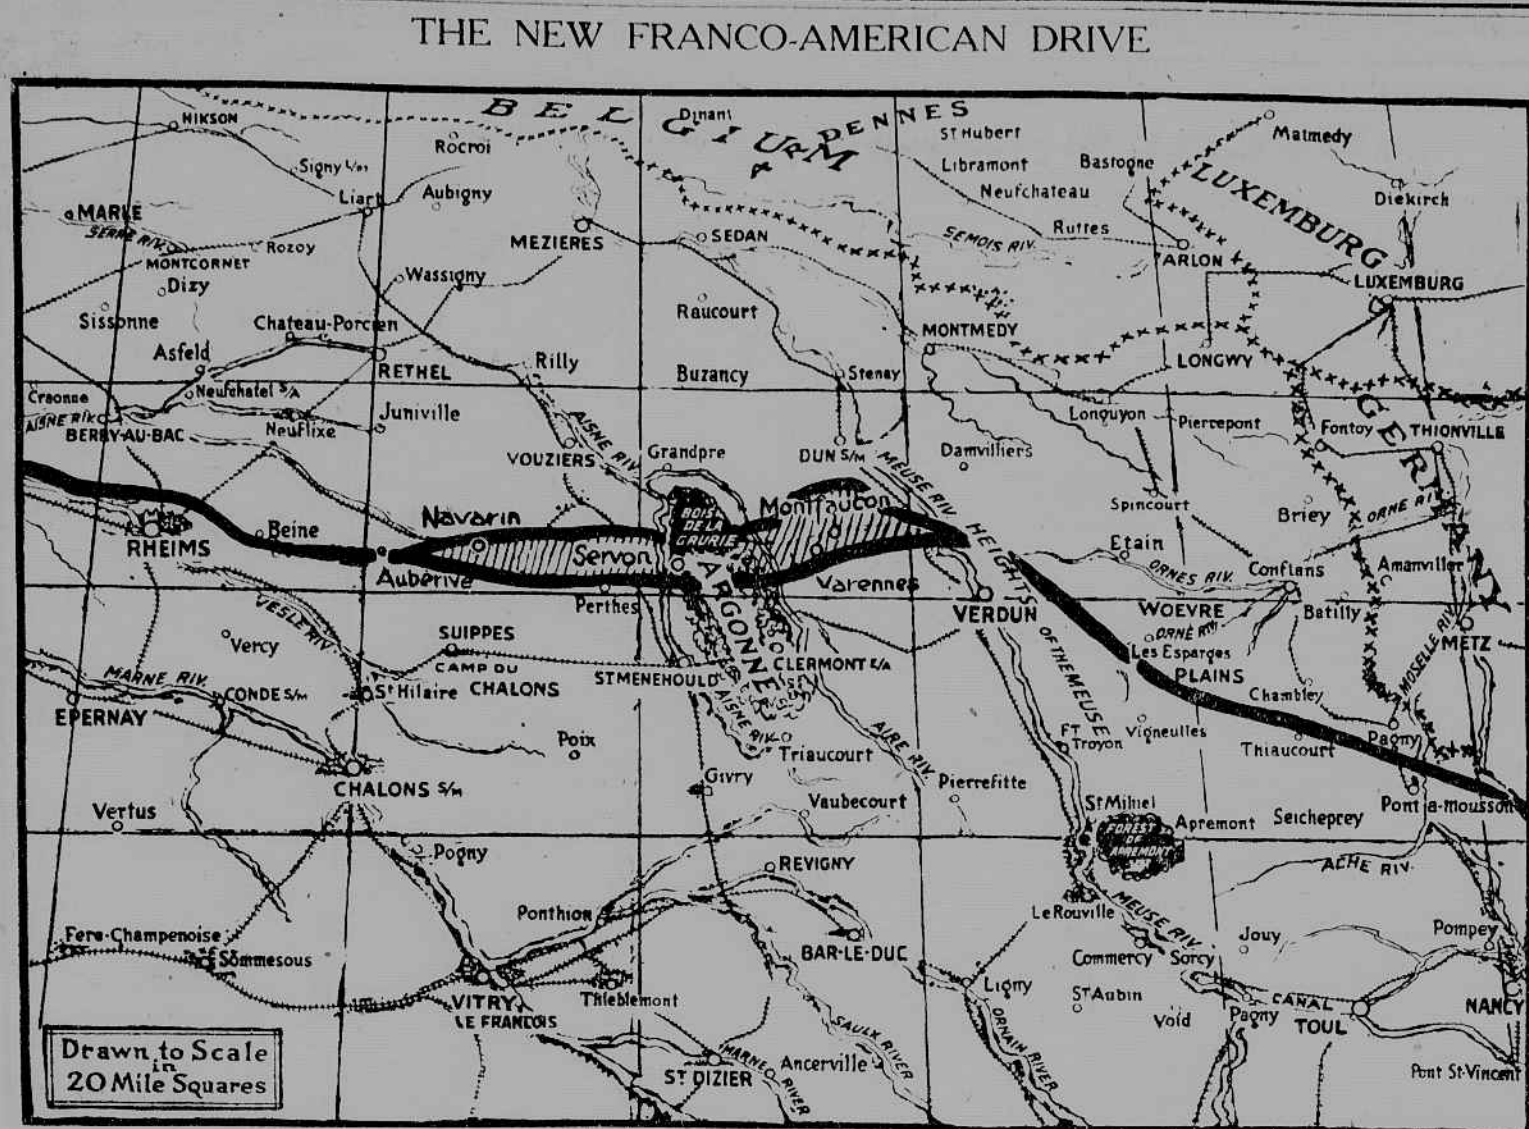 THE NEW FRANCO-AMERICAN DRIVE
BELGIUM
&
ARDENNES
LUXEMBURG
GERMANY
HIRSON
Rocroi
Dinant
St Hubert
Matmedy
Signy
Libramont
Bastogne
Liart
Aubigny
Neufchateau
Diekirch
MARLE
SERRE RIV.
Rozoy
MEZIERES
SEDAN
SEMOIS RIV.
Ruttes
ARLON
MONTCORNET
Dizy
Wassigny
LUXEMBURG
Sissonne
Chateau-Porcien
Raucourt
MONTMEDY
LONGWY
Asfeld
RETHEL
Rilly
Buzancy
Stenay
Craonne
Neufchatel S/A
AISNE RIV.
BERRY-AU-BAC
Neuflixe
Juniville
AISNE RIV.
Longuyon
Pierrepont
Fontoy
THIONVILLE
VOUZIERS
Grandpre
DUN S/M
MEUSE RIV.
Damvilliers
Spincourt
Briey
ORNE RIV.
Navarin
BOIS
DE LA
GRURIE
Montfaucon
RHEIMS
Beine
Servon
Auberive
ARGONNE
Varennes
HEIGHTS
OF THE MEUSE
Etain
ORNES RIV.
Conflans
Amanviller
Perthes
VERDUN
WOEVRE
Batilly
VESLE RIV.
Vercy
SUIPPES
ORNE RIV.
METZ
CAMP DU
CHALONS
ST MENEHOULD
CLERMONT E/A
Les Esparges
PLAINS
MOSELLE RIV.
MARNE RIV.
CONDE S/M
St Hilaire
EPERNAY
AISNE RIV.
Chambley
Poix
Triaucourt
AIRE RIV.
FT
Troyon
Vigneulles
Thiaucourt
Pagny
CHALONS S/M
Givry
Pierrefitte
Vertus
Vaubecourt
St Mihiel
FOREST
DE
APREMONT
Apremont
Seicheprey
Pont-a-mousson
Pogny
REVIGNY
ACHE RIV.
Ponthion
LeRouville
MEUSE RIV.
Fere-Champenoise
Sommesous
BAR-LE-DUC
Commercy
Sorcy
Jouy
Pompey
VITRY
LE FRANCOIS
Thieblemont
Ligny
St Aubin
Void
Pagny
CANAL
TOUL
NANCY
SAULX RIVER
ORNAIN RIVER
Drawn to Scale
in
20 Mile Squares
ST DIZIER
MARNE RIVER
Ancerville
Pont St-Vincent